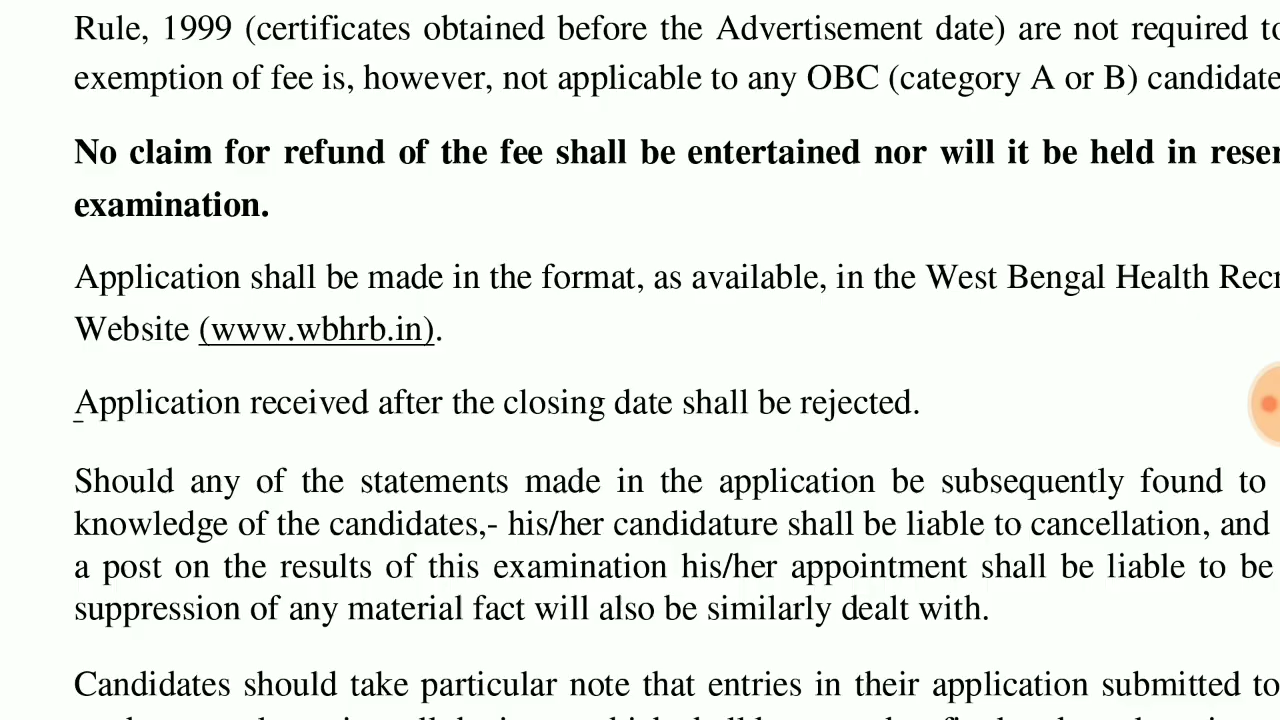 Rule, 1999 (certificates obtained before the Advertisement date) are not required to
exemption of fee is, however, not applicable to any OBC (category A or B) candidate
No claim for refund of the fee shall be entertained nor will it be held in reser
examination.
Application shall be made in the format, as available, in the West Bengal Health Recr
Website (www.wbhrb.in).
Application received after the closing date shall be rejected.
Should any of the statements made in the application be subsequently found to
knowledge of the candidates,- his/her candidature shall be liable to cancellation, and
a post on the results of this examination his/her appointment shall be liable to be
suppression of any material fact will also be similarly dealt with.
Candidates should take particular note that entries in their application submitted to